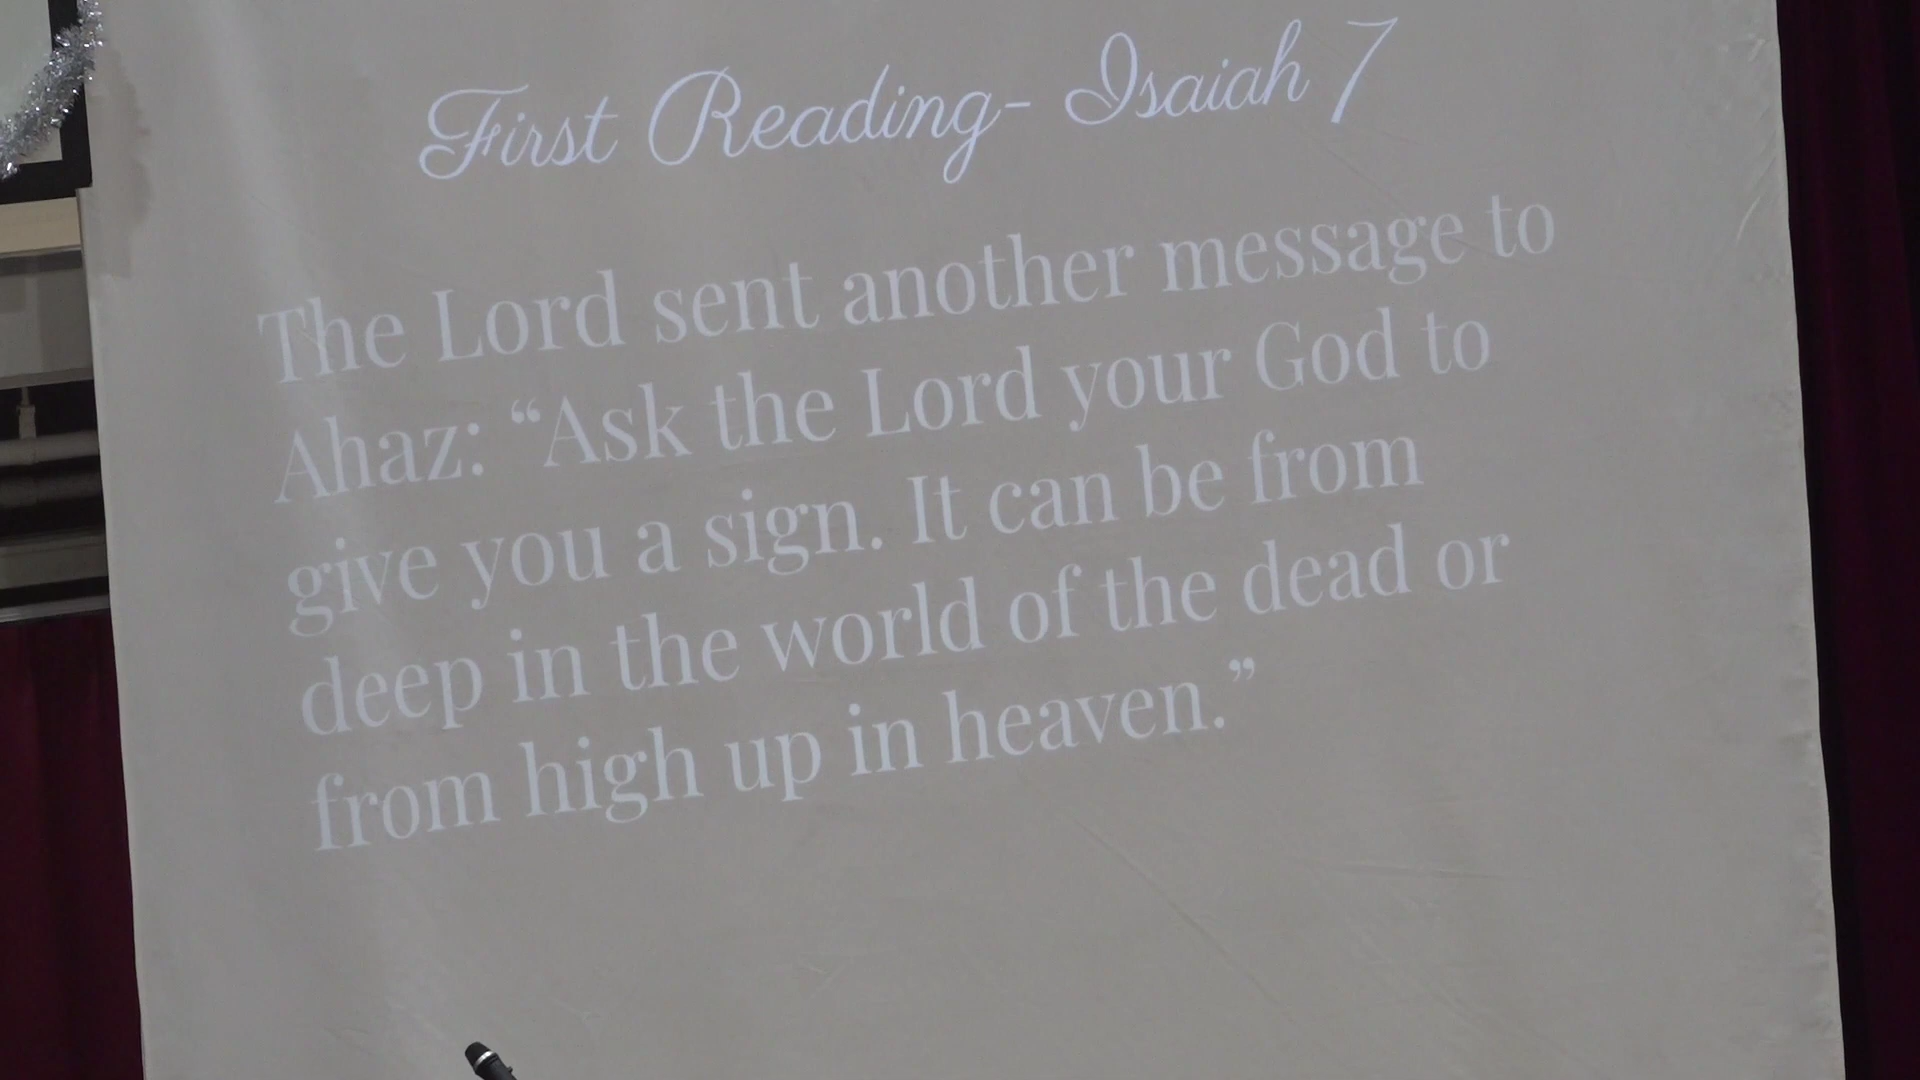 First Reading- Isaiah 7
The Lord sent another message to
Ahaz: “Ask the Lord your God to
give you a sign. It can be from
deep in the world of the dead or
from high up in heaven.”